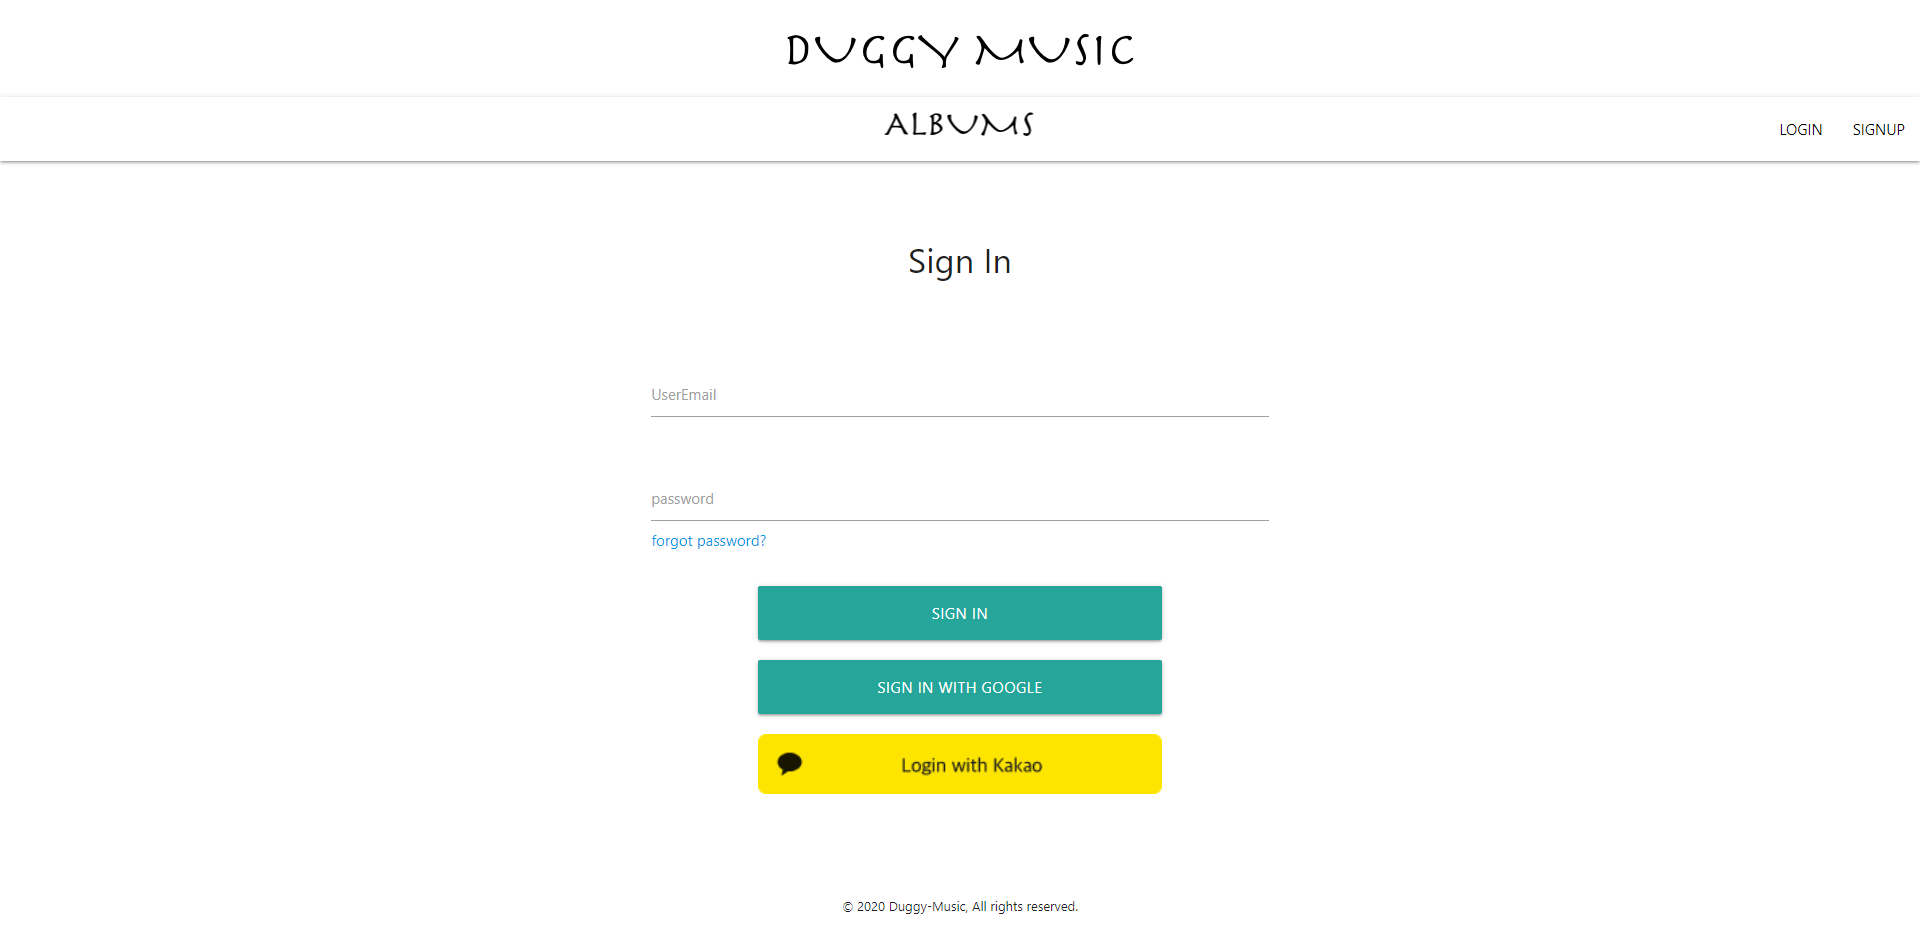 DUGGY MUSIC
ALBUMS
LOGIN SIGNUP
Sign In
UserEmail
password
forgot password?
SIGN IN
SIGN IN WITH GOOGLE
Login with Kakao
© 2020 Duggy-Music, All rights reserved.